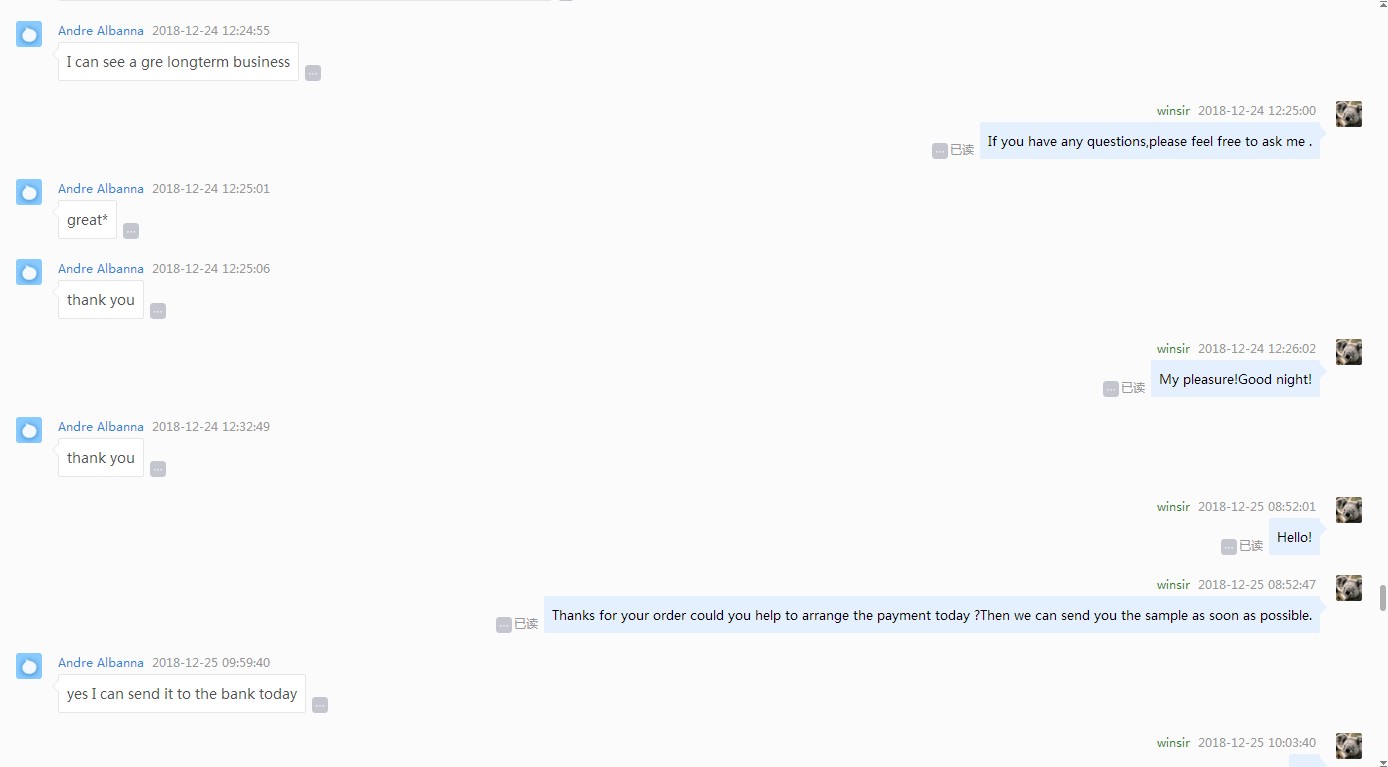 Andre Albanna 2018-12-24 12:24:55
I can see a gre longterm business
...
winsir 2018-12-24 12:25:00
... 已读 If you have any questions,please feel free to ask me .
Andre Albanna 2018-12-24 12:25:01
great*
...
Andre Albanna 2018-12-24 12:25:06
thank you
...
winsir 2018-12-24 12:26:02
... 已读 My pleasure!Good night!
Andre Albanna 2018-12-24 12:32:49
thank you
...
winsir 2018-12-25 08:52:01
... 已读 Hello!
winsir 2018-12-25 08:52:47
... 已读 Thanks for your order could you help to arrange the payment today ?Then we can send you the sample as soon as possible.
Andre Albanna 2018-12-25 09:59:40
yes I can send it to the bank today
...
winsir 2018-12-25 10:03:40